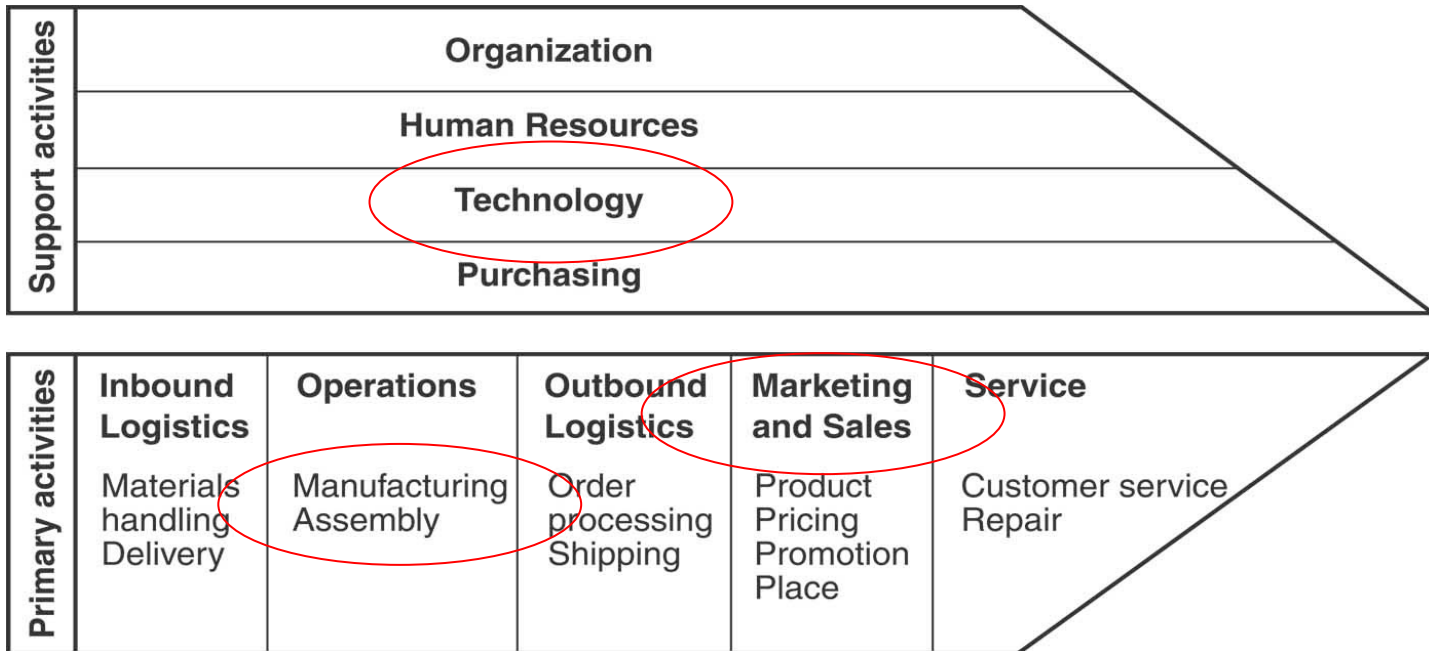 Support activities
Organization
Human Resources
Technology
Purchasing
Primary activities
Inbound
Logistics
Materials
handling
Delivery
Operations
Manufacturing
Assembly
Outbound
Logistics
Order
processing
Shipping
Marketing
and Sales
Product
Pricing
Promotion
Place
Service
Customer service
Repair